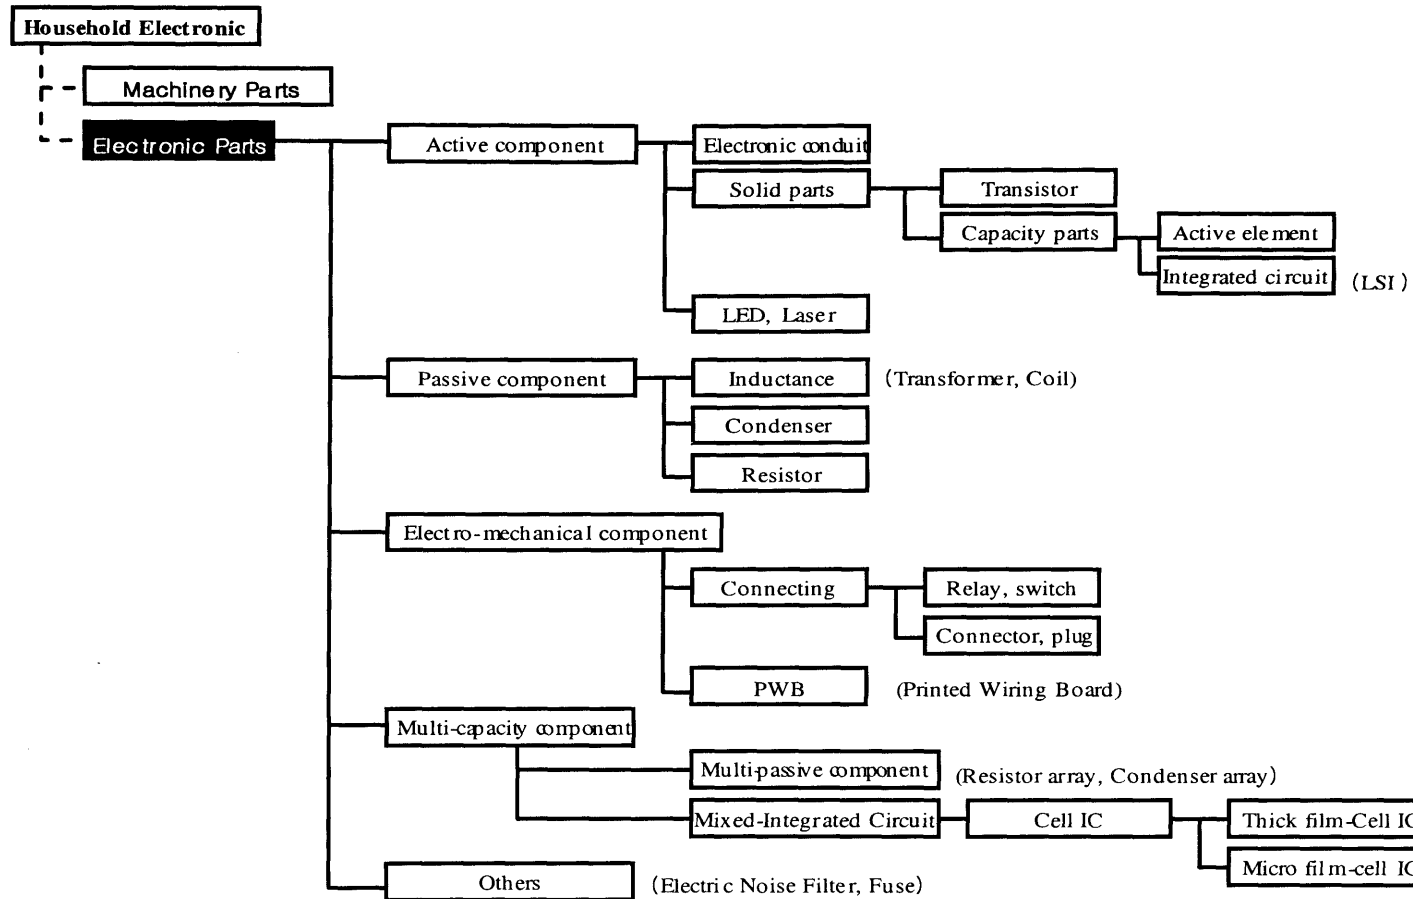 Household Electronic
Machinery Parts
Electronic Parts
Active component
Electronic conduit
Solid parts
Transistor
Capacity parts
Active element
Integrated circuit
(LSI)
LED, Laser
Passive component
Inductance
(Transformer, Coil)
Condenser
Resistor
Electro-mechanical component
Connecting
Relay, switch
Connector, plug
PWB
(Printed Wiring Board)
Multi-capacity component
Multi-passive component
(Resistor array, Condenser array)
Mixed-Integrated Circuit
Cell IC
Thick film-Cell IC
Micro film-cell IC
Others
(Electric Noise Filter, Fuse)